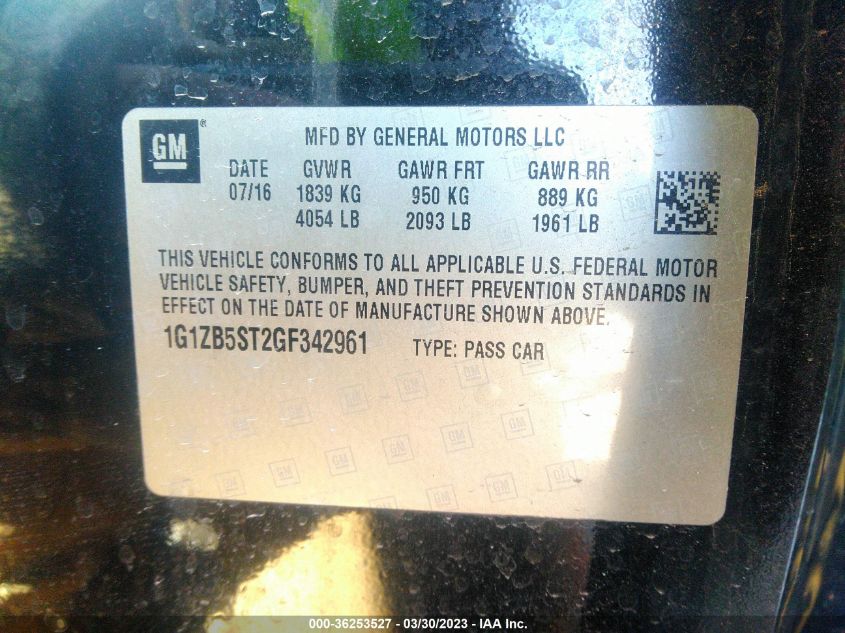 GM® MFD BY GENERAL MOTORS LLC
DATE GVWR GAWR FRT GAWR RR
07/16 1839 KG 950 KG 889 KG
4054 LB 2093 LB 1961 LB
THIS VEHICLE CONFORMS TO ALL APPLICABLE U.S. FEDERAL MOTOR
VEHICLE SAFETY, BUMPER, AND THEFT PREVENTION STANDARDS IN
EFFECT ON THE DATE OF MANUFACTURE SHOWN ABOVE.
1G1ZB5ST2GF342961 TYPE: PASS CAR
000-36253527 - 03/30/2023 - IAA Inc.